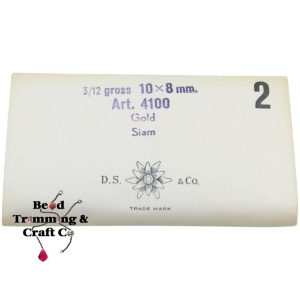 3/12 gross 10×8 mm.
2
Art. 4100
Gold
Siam
D.S. & Co.
TRADE MARK
Bead
Trimming &
Craft Co